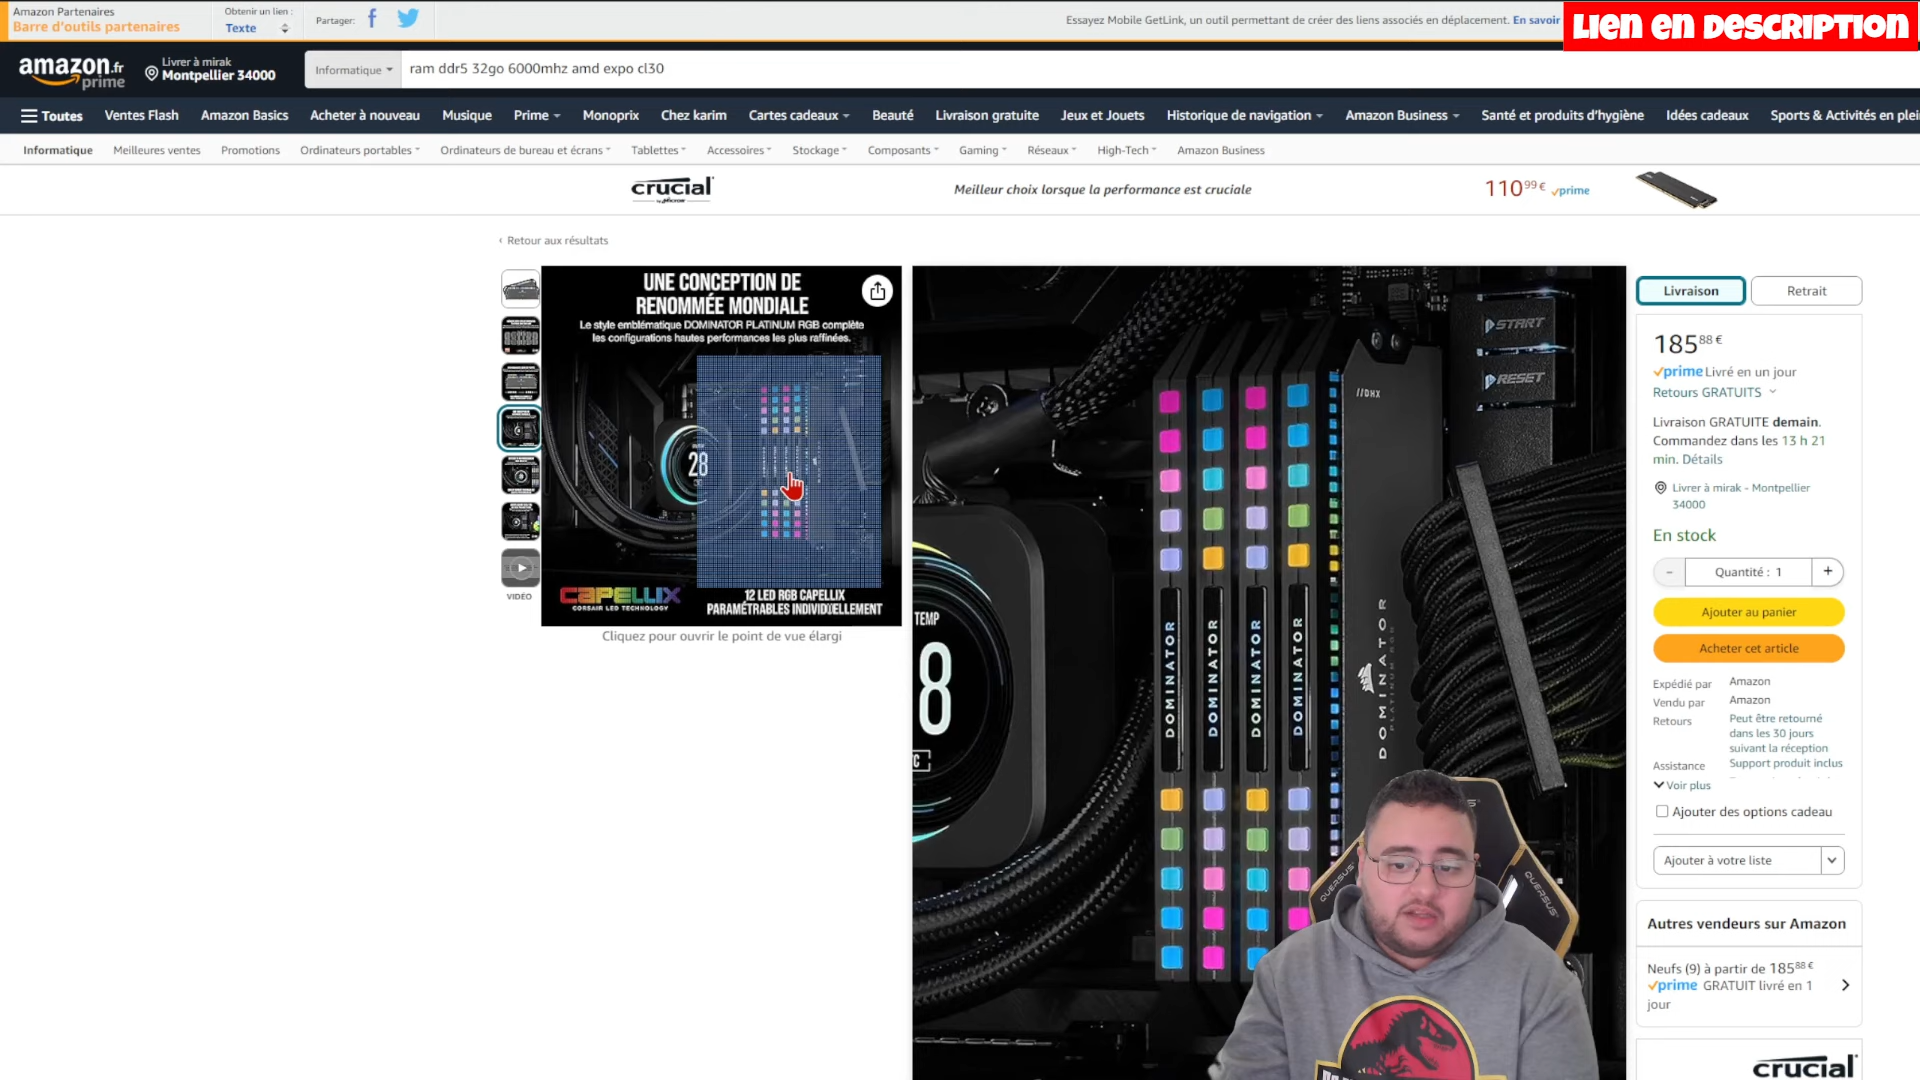 Amazon Partenaires
Barre d'outils partenaires
Obtenir un lien :
Texte
Partager:
Essayez Mobile GetLink, un outil permettant de créer des liens associés en déplacement. En savoir
Lien en description
amazon.fr
prime
Livrer à mirak
Montpellier 34000
Informatique
ram ddr5 32go 6000mhz amd expo cl30
Toutes
Ventes Flash
Amazon Basics
Acheter à nouveau
Musique
Prime
Monoprix
Chez karim
Cartes cadeaux
Beauté
Livraison gratuite
Jeux et Jouets
Historique de navigation
Amazon Business
Santé et produits d'hygiène
Idées cadeaux
Sports & Activités en plei
Informatique
Meilleures ventes
Promotions
Ordinateurs portables
Ordinateurs de bureau et écrans
Tablettes
Accessoires
Stockage
Composants
Gaming
Réseaux
High-Tech
Amazon Business
crucial
by Micron
Meilleur choix lorsque la performance est cruciale
110,99 €
prime
‹ Retour aux résultats
UNE CONCEPTION DE
RENOMMÉE MONDIALE
Le style emblématique DOMINATOR PLATINUM RGB complète
les configurations hautes performances les plus raffinées.
28
CAPELLIX
CORSAIR LED TECHNOLOGY
12 LED RGB CAPELLIX
PARAMÉTRABLES INDIVIDUELLEMENT
VIDÉO
Cliquez pour ouvrir le point de vue élargi
START
RESET
//DHX
TEMP
8
°C
DOMINATOR
DOMINATOR
DOMINATOR
DOMINATOR
DOMINATOR
PLATINUM RGB
QUERSUS
QUERSUS
Livraison
Retrait
185,88 €
prime Livré en un jour
Retours GRATUITS
Livraison GRATUITE demain.
Commandez dans les 13 h 21
min. Détails
Livrer à mirak - Montpellier
34000
En stock
-
Quantité : 1
+
Ajouter au panier
Acheter cet article
Expédié par
Amazon
Vendu par
Amazon
Retours
Peut être retourné
dans les 30 jours
suivant la réception
Assistance
Support produit inclus
Voir plus
Ajouter des options cadeau
Ajouter à votre liste
Autres vendeurs sur Amazon
Neufs (9) à partir de 185,88 €
prime GRATUIT livré en 1
jour
crucial